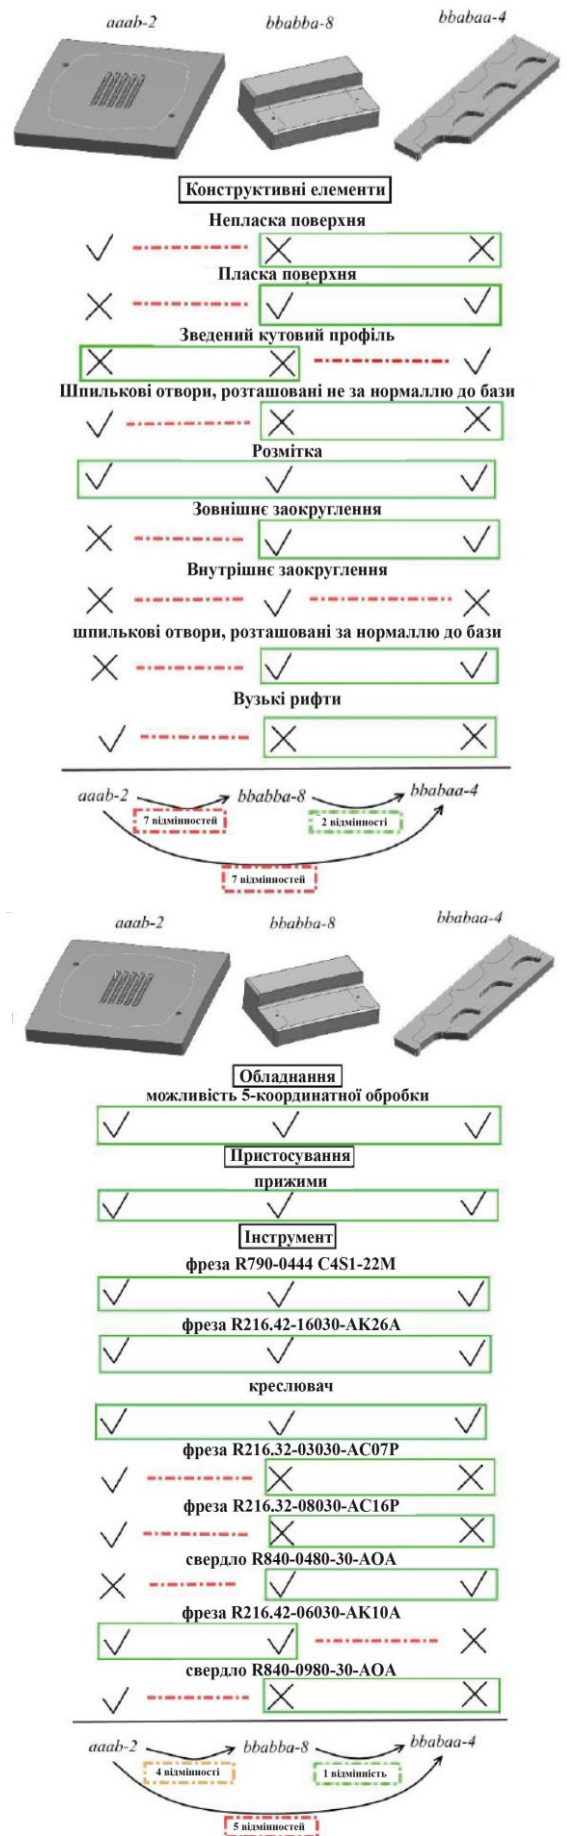 aaab-2 bbabba-8 bbabaa-4
Конструктивні елементи
Непласка поверхня
Пласка поверхня
Зведений кутовий профіль
Шпилькові отвори, розташовані не за нормаллю до бази
Розмітка
Зовнішнє заокруглення
Внутрішнє заокруглення
шпилькові отвори, розташовані за нормаллю до бази
Вузькі рифти
aaab-2 bbabba-8 bbabaa-4
7 відмінностей 2 відмінності
7 відмінностей
aaab-2 bbabba-8 bbabaa-4
Обладнання
можливість 5-координатної обробки
Пристосування
прижими
Інструмент
фреза R790-0444 C4S1-22M
фреза R216.42-16030-AK26A
креслювач
фреза R216.32-03030-AC07P
фреза R216.32-08030-AC16P
свердло R840-0480-30-AOA
фреза R216.42-06030-AK10A
свердло R840-0980-30-AOA
aaab-2 bbabba-8 bbabaa-4
4 відмінності 1 відмінність
5 відмінностей